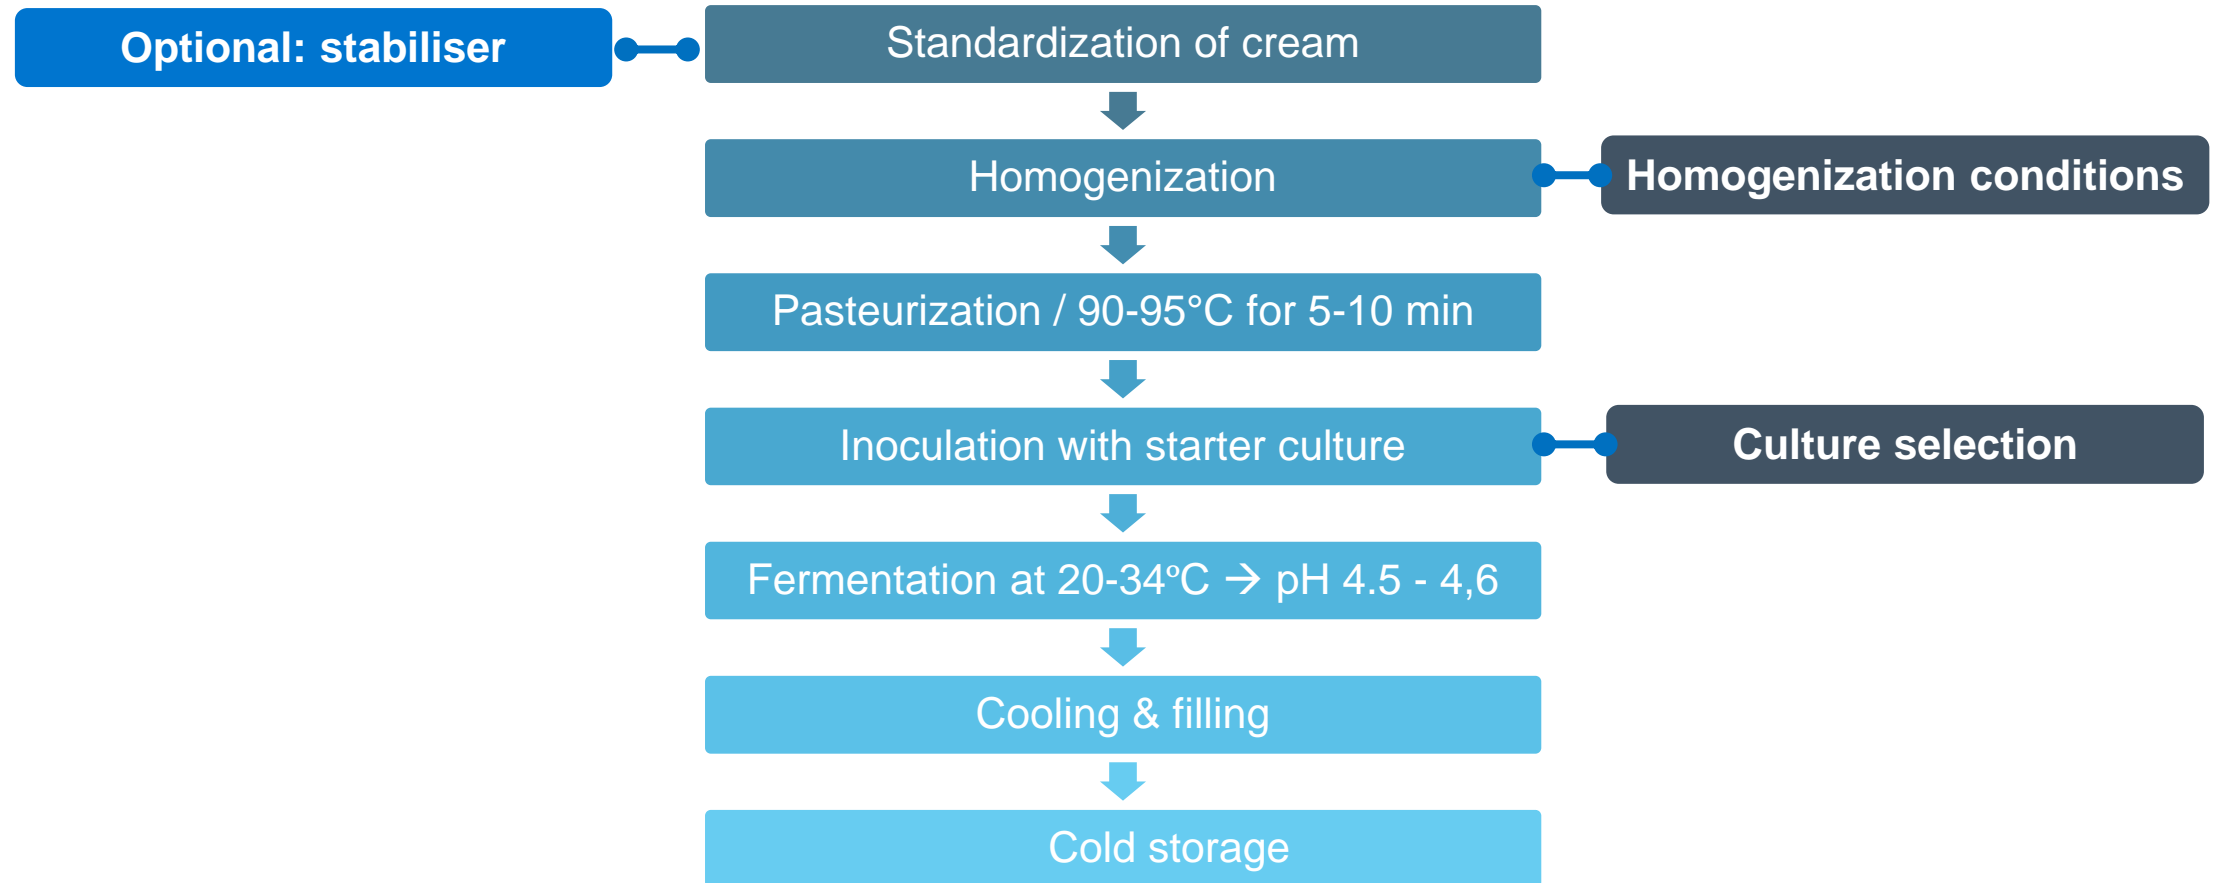 Optional: stabiliser
Standardization of cream
Homogenization
Homogenization conditions
Pasteurization / 90-95°C for 5-10 min
Inoculation with starter culture
Culture selection
Fermentation at 20-34ºC → pH 4.5 - 4,6
Cooling & filling
Cold storage